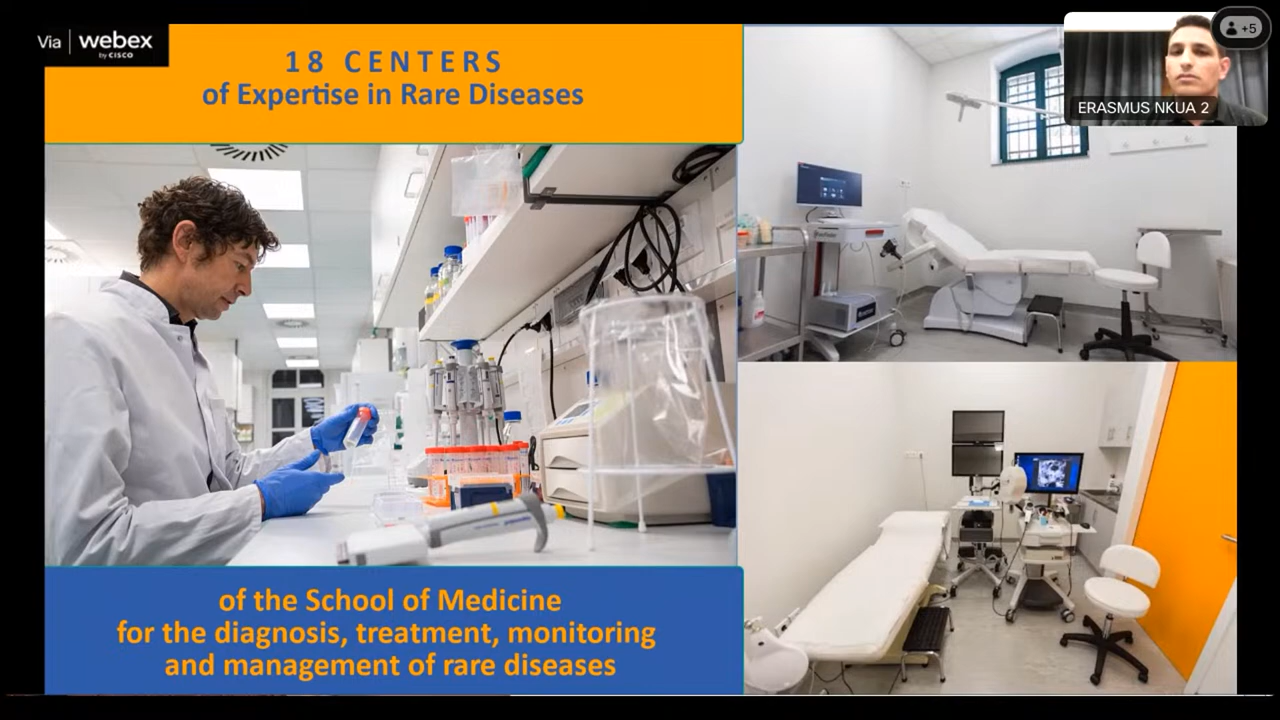 Via webex
by CISCO
18 CENTERS
of Expertise in Rare Diseases
+5
ERASMUS NKUA 2
of the School of Medicine
for the diagnosis, treatment, monitoring
and management of rare diseases